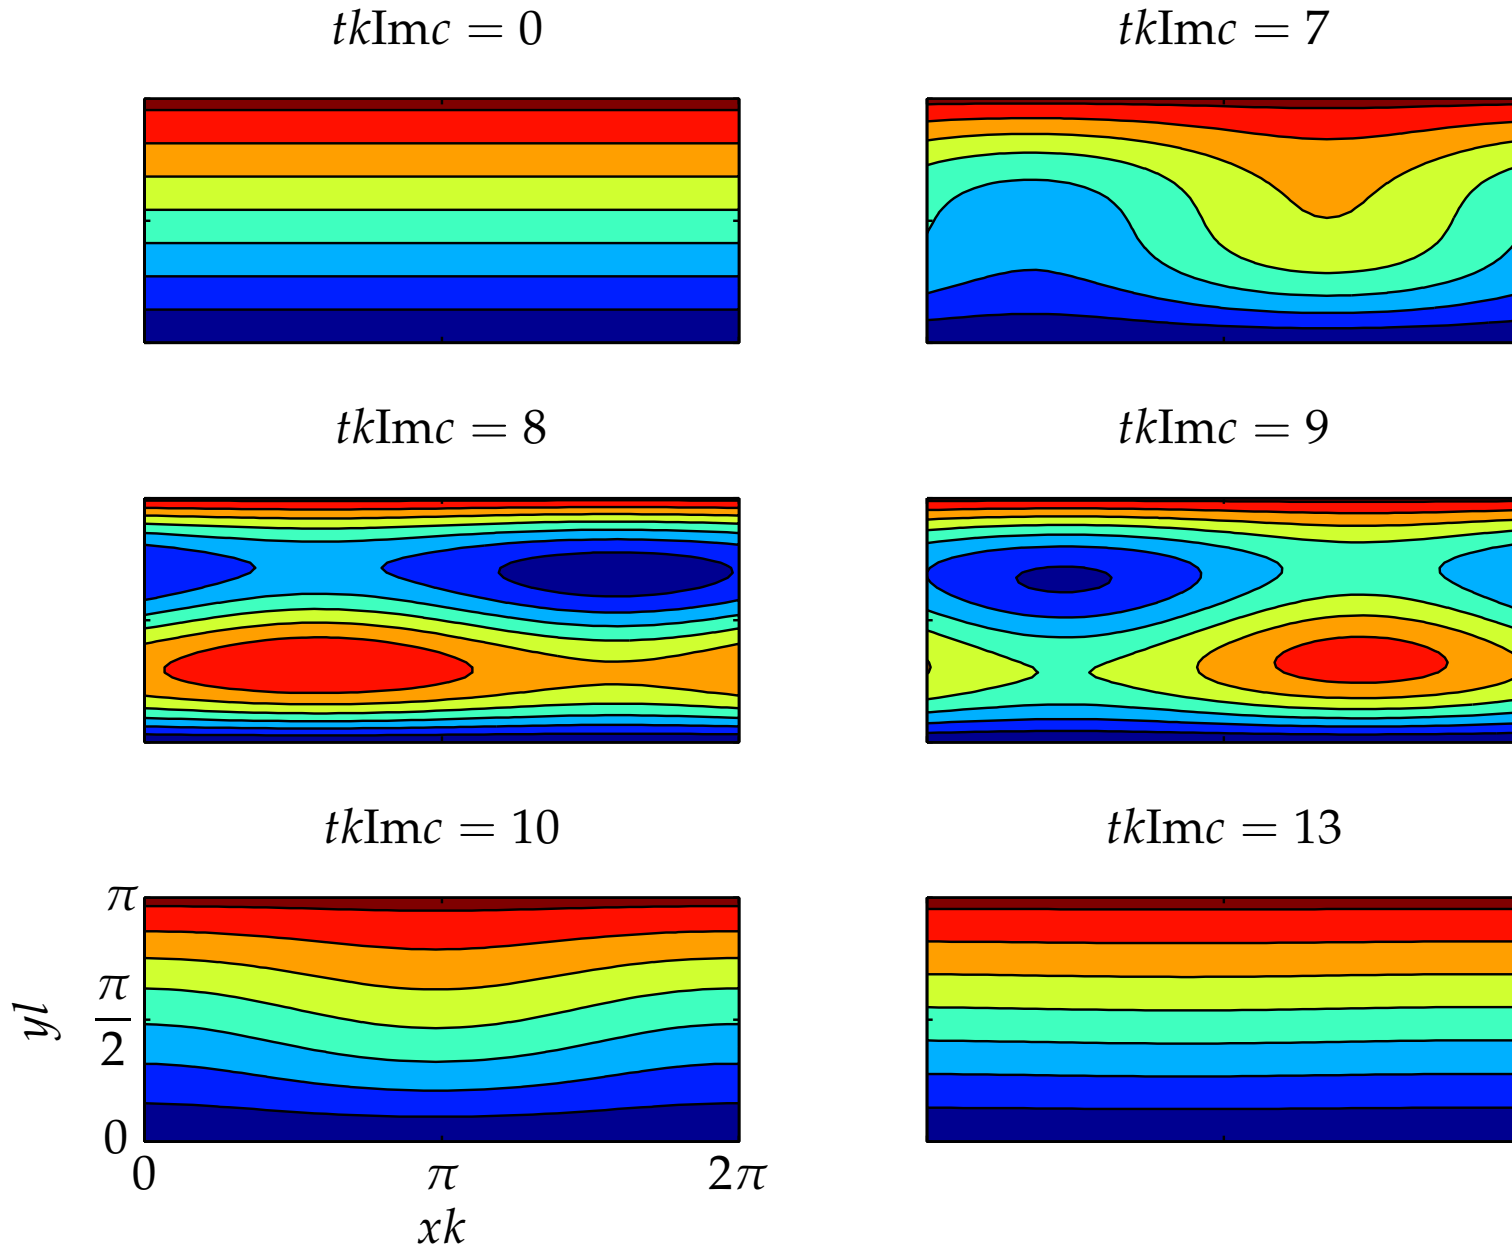 tkImc = 0
tkImc = 7
tkImc = 8
tkImc = 9
tkImc = 10
tkImc = 13
π
π
2
0
yl
0 π 2π
xk